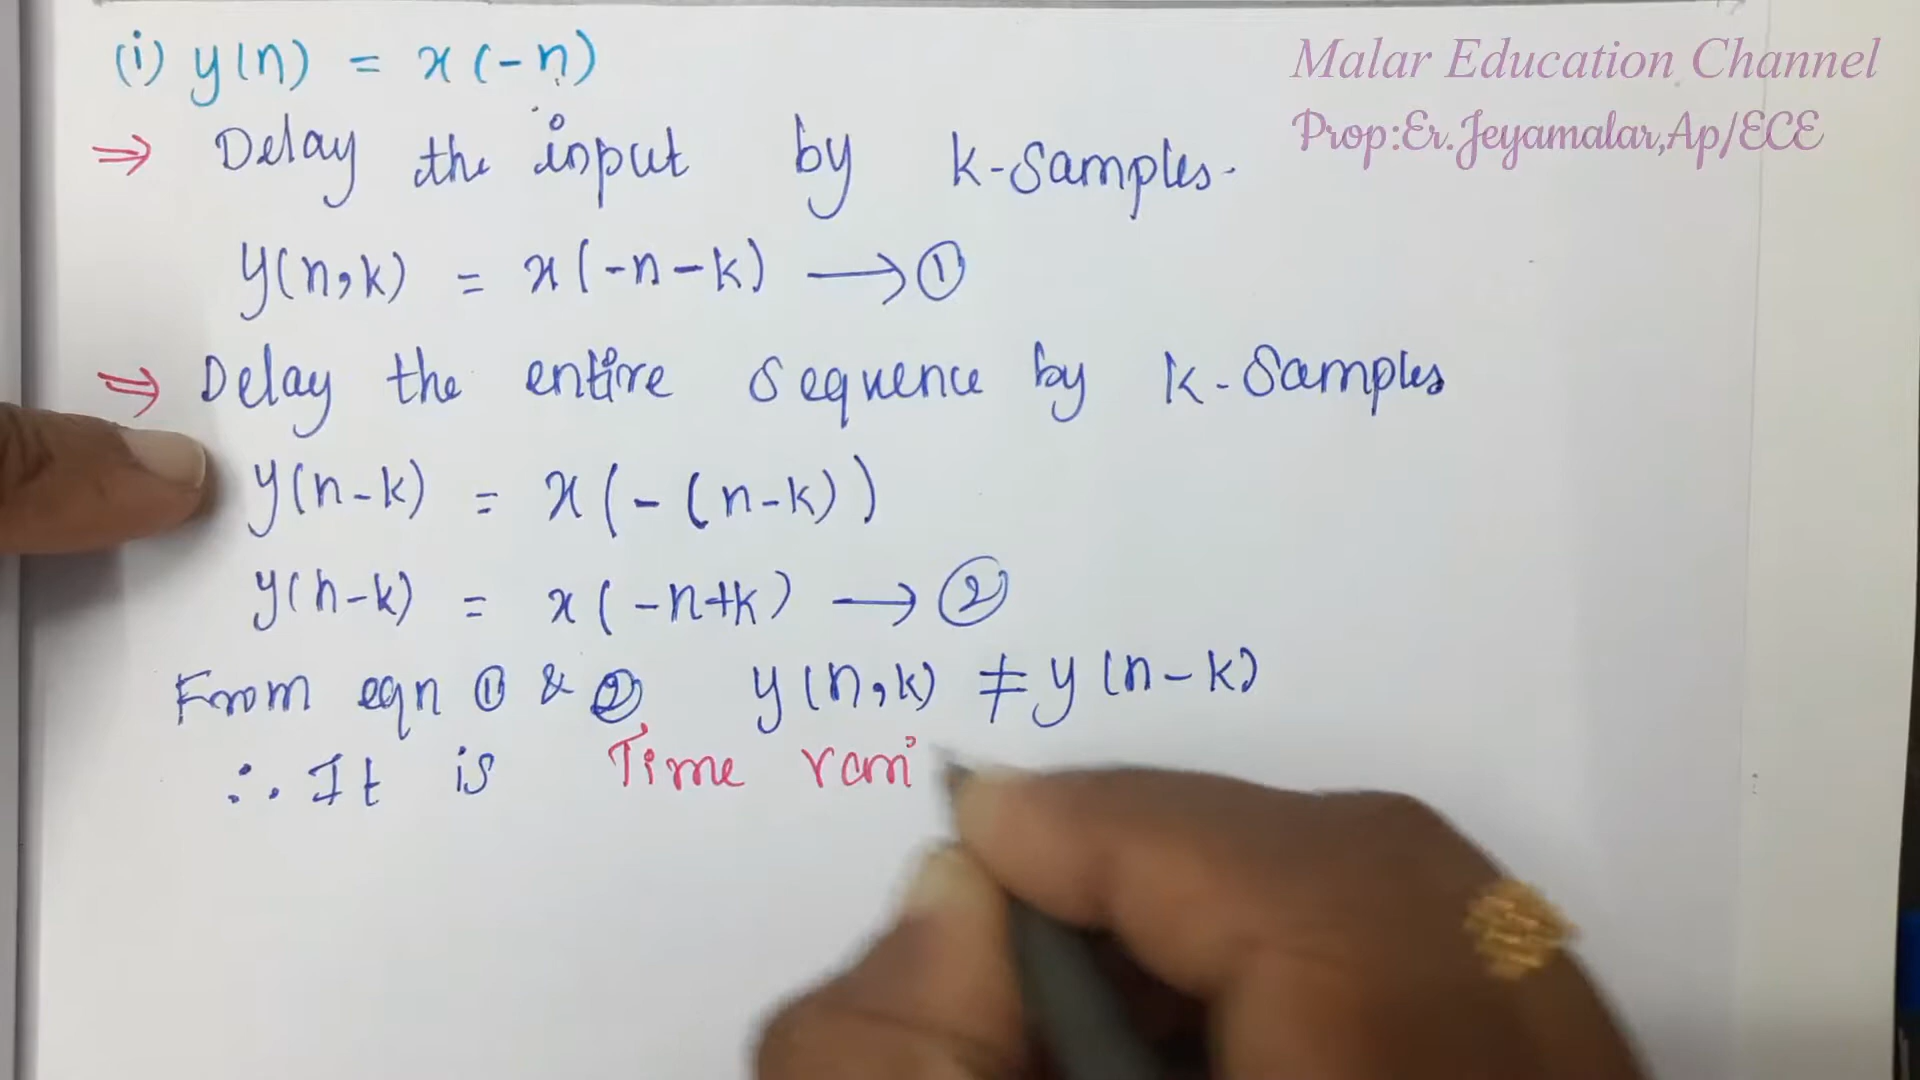 (i) y(n) = x(-n)
Malar Education Channel
Prop:Er.Jeyamalar,Ap/ECE
⇒ Delay the input by k-Samples.
y(n,k) = x(-n-k) ⟶ ①
⇒ Delay the entire Sequence by k-Samples
y(n-k) = x(-(n-k))
y(n-k) = x(-n+k) ⟶ ②
From eqn ① & ② y(n,k) ≠ y(n-k)
∴ It is Time vari